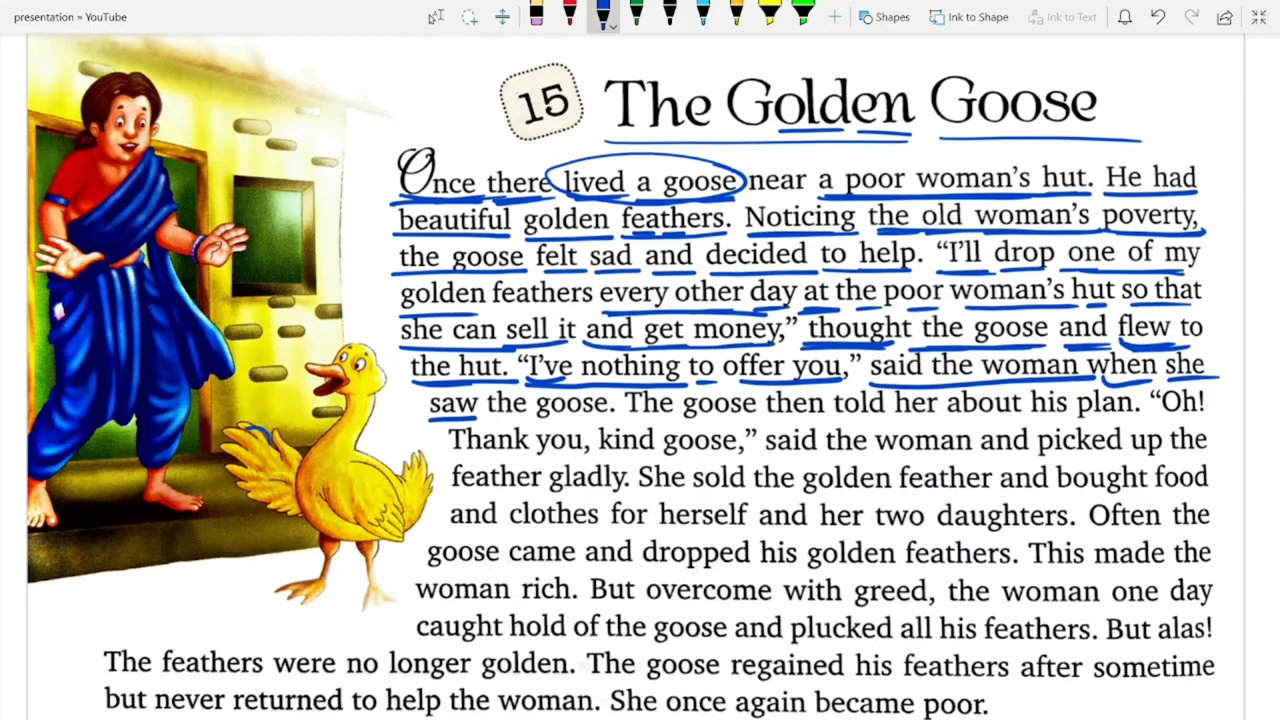 presentation » YouTube
Shapes
Ink to Shape
Ink to Text
15
The Golden Goose
Once there lived a goose near a poor woman's hut. He had
beautiful golden feathers. Noticing the old woman's poverty,
the goose felt sad and decided to help. “I'll drop one of my
golden feathers every other day at the poor woman's hut so that
she can sell it and get money,” thought the goose and flew to
the hut. “I've nothing to offer you,” said the woman when she
saw the goose. The goose then told her about his plan. “Oh!
Thank you, kind goose,” said the woman and picked up the
feather gladly. She sold the golden feather and bought food
and clothes for herself and her two daughters. Often the
goose came and dropped his golden feathers. This made the
woman rich. But overcome with greed, the woman one day
caught hold of the goose and plucked all his feathers. But alas!
The feathers were no longer golden. The goose regained his feathers after sometime
but never returned to help the woman. She once again became poor.